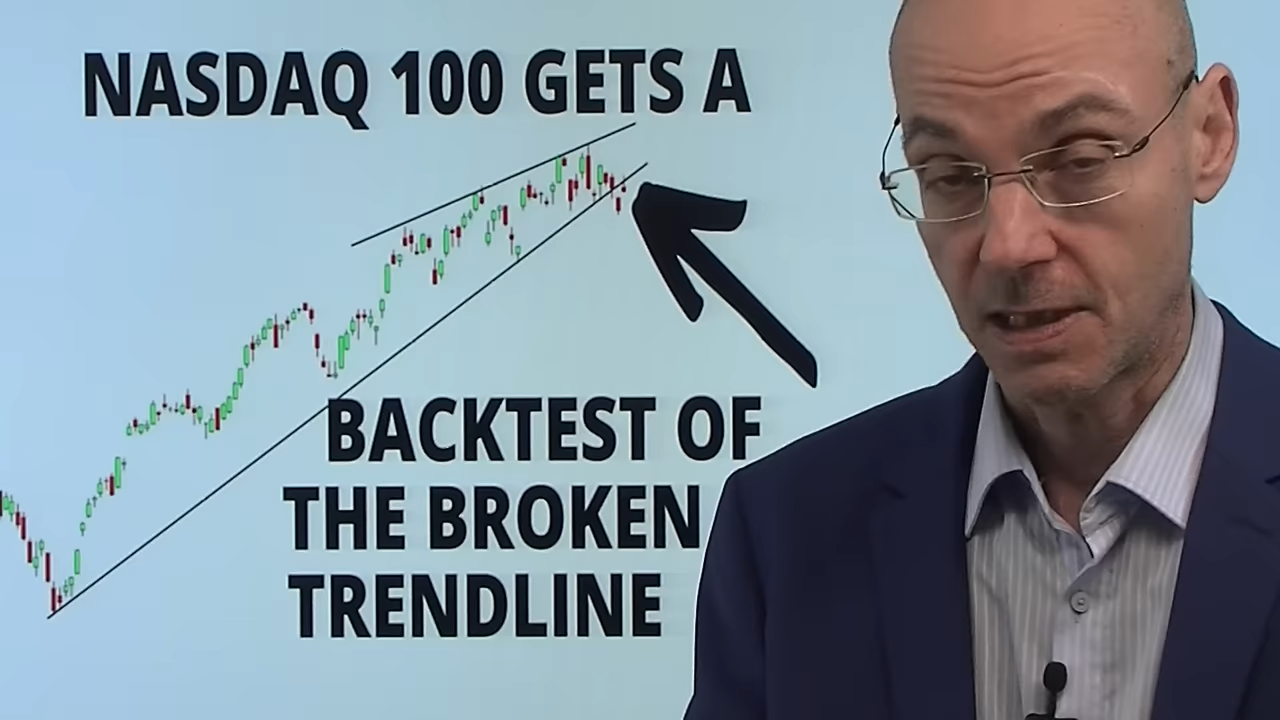 NASDAQ 100 GETS A
BACKTEST OF
THE BROKEN
TRENDLINE